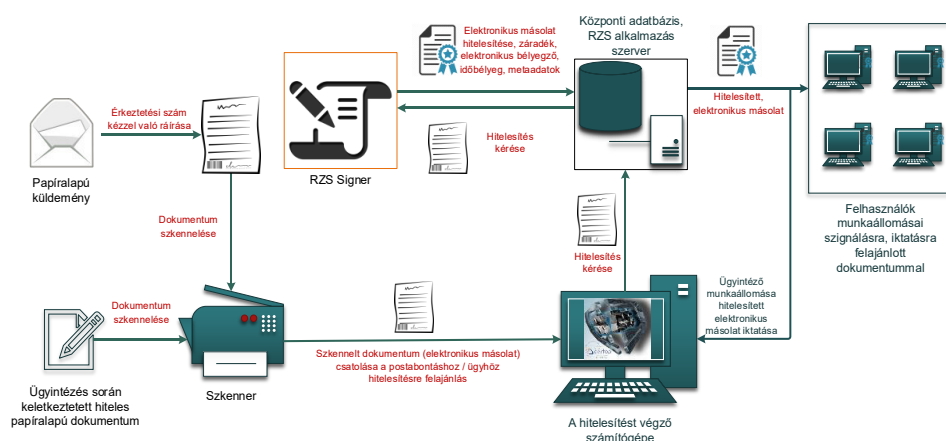 Elektronikus másolat
hitelesítése, záradék,
elektronikus bélyegző,
időbélyeg, metaadatok
Központi adatbázis,
RZS alkalmazás
szerver
Érkeztetési szám
kézzel való ráírása
Hitelesített,
elektronikus másolat
Hitelesítés
kérése
Papíralapú
küldemény
RZS Signer
Felhasználók
munkaállomásai
szignálásra, iktatásra
felajánlott
dokumentummal
Dokumentum
szkennelése
Hitelesítés
kérése
Ügyintéző
munkaállomása
hitelesített
elektronikus
másolat iktatása
Dokumentum
szkennelése
Szkennelt dokumentum (elektronikus másolat)
csatolása a postabontáshoz / ügyhöz
hitelesítésre felajánlás
Ügyintézés során
keletkeztetett hiteles
papíralapú dokumentum
Szkenner
A hitelesítést végző
számítógépe